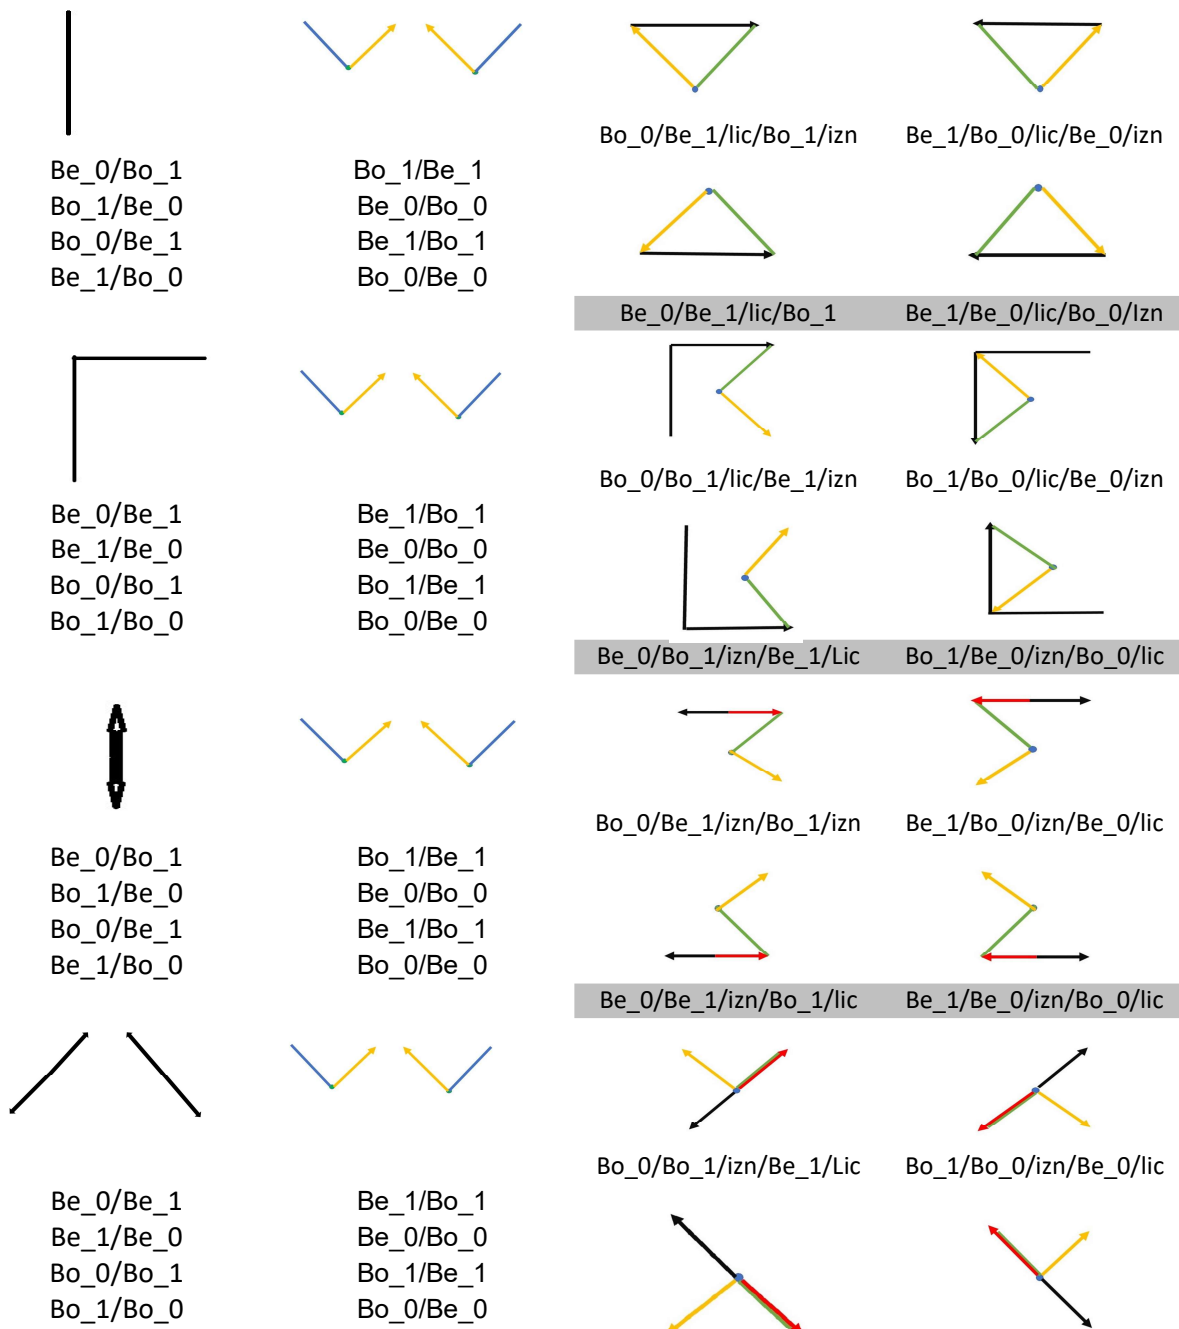 Bo_0/Be_1/lic/Bo_1/izn
Be_1/Bo_0/lic/Be_0/izn
Be_0/Bo_1
Bo_1/Be_0
Bo_0/Be_1
Be_1/Bo_0
Bo_1/Be_1
Be_0/Bo_0
Be_1/Bo_1
Bo_0/Be_0
Be_0/Be_1/lic/Bo_1
Be_1/Be_0/lic/Bo_0/Izn
Bo_0/Bo_1/lic/Be_1/izn
Bo_1/Bo_0/lic/Be_0/izn
Be_0/Be_1
Be_1/Be_0
Bo_0/Bo_1
Bo_1/Bo_0
Be_1/Bo_1
Be_0/Bo_0
Bo_1/Be_1
Bo_0/Be_0
Be_0/Bo_1/izn/Be_1/Lic
Bo_1/Be_0/izn/Bo_0/lic
Bo_0/Be_1/izn/Bo_1/izn
Be_1/Bo_0/izn/Be_0/lic
Be_0/Bo_1
Bo_1/Be_0
Bo_0/Be_1
Be_1/Bo_0
Bo_1/Be_1
Be_0/Bo_0
Be_1/Bo_1
Bo_0/Be_0
Be_0/Be_1/izn/Bo_1/lic
Be_1/Be_0/izn/Bo_0/lic
Bo_0/Bo_1/izn/Be_1/Lic
Bo_1/Bo_0/izn/Be_0/lic
Be_0/Be_1
Be_1/Be_0
Bo_0/Bo_1
Bo_1/Bo_0
Be_1/Bo_1
Be_0/Bo_0
Bo_1/Be_1
Bo_0/Be_0